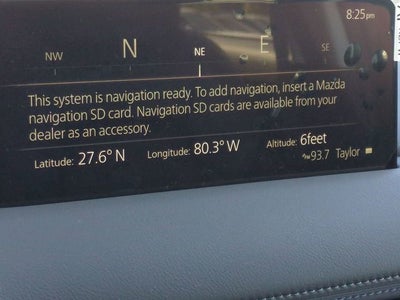 8:25pm
NW N NE E SE
This system is navigation ready. To add navigation, insert a Mazda
navigation SD card. Navigation SD cards are available from your
dealer as an accessory.
Latitude: 27.6° N Longitude: 80.3° W Altitude: 6feet
93.7 Taylor